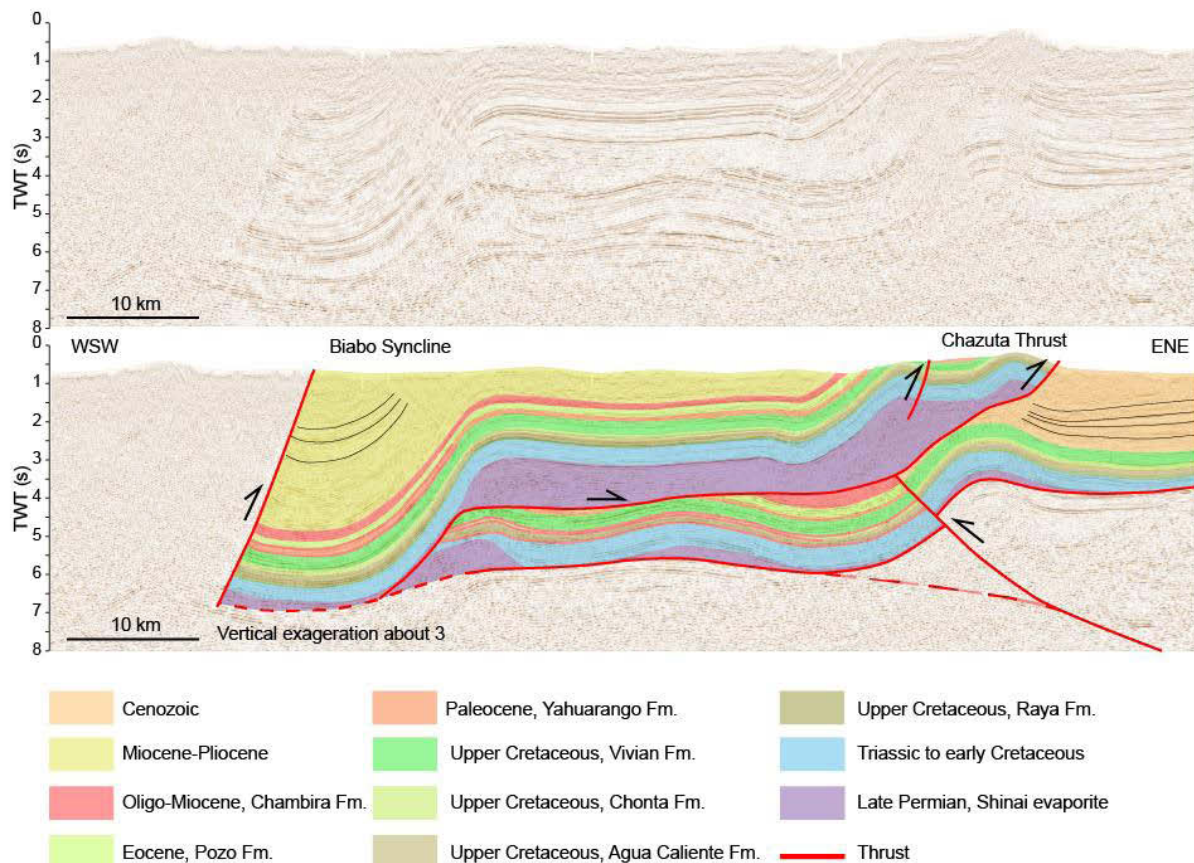 0
1
2
3
4
5
6
7
8
TWT (s)
10 km
0
1
2
3
4
5
6
7
8
TWT (s)
WSW
Biabo Syncline
Chazuta Thrust
ENE
10 km
Vertical exageration about 3
Cenozoic
Miocene-Pliocene
Oligo-Miocene, Chambira Fm.
Eocene, Pozo Fm.
Paleocene, Yahuarango Fm.
Upper Cretaceous, Vivian Fm.
Upper Cretaceous, Chonta Fm.
Upper Cretaceous, Agua Caliente Fm.
Upper Cretaceous, Raya Fm.
Triassic to early Cretaceous
Late Permian, Shinai evaporite
Thrust